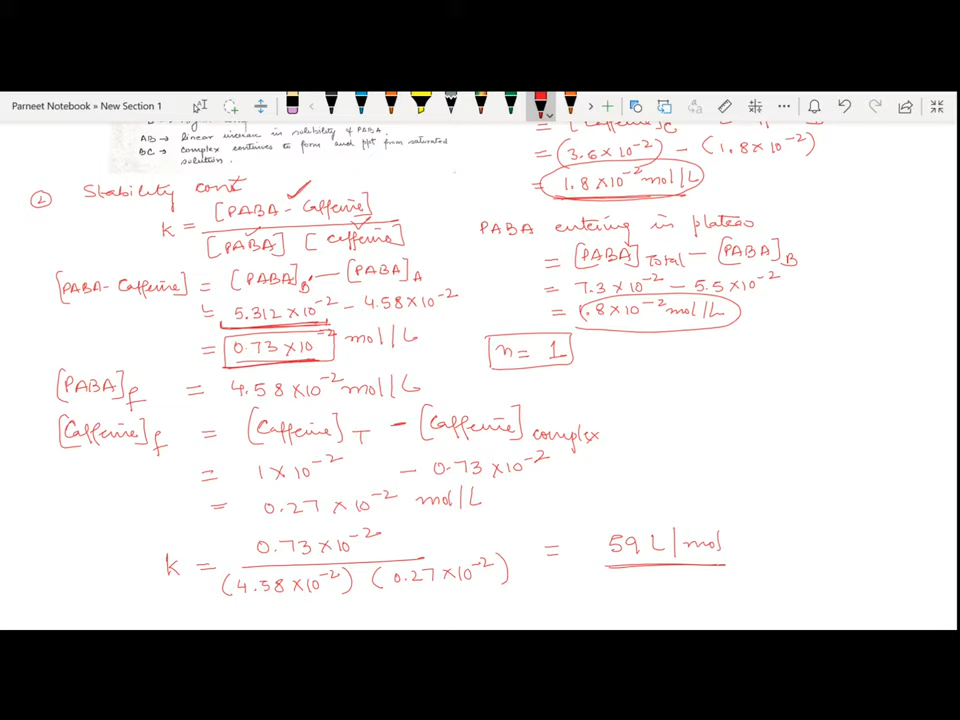 Parneet Notebook » New Section 1
AB → linear increase in solubility of PABA.
BC → complex continues to form and ppt from saturated
solution.
= (3.6 × 10⁻²) - (1.8 × 10⁻²)
= 1.8 × 10⁻² mol/L
② Stability const
k = [PABA - Caffeine] / [PABA] [Caffeine]
[PABA - Caffeine] = [PABA]B - [PABA]A
= 5.312 × 10⁻² - 4.58 × 10⁻²
= 0.73 × 10⁻² mol/L
[PABA]f = 4.58 × 10⁻² mol/L
[Caffeine]f = [Caffeine]T - [Caffeine]complex
= 1 × 10⁻² - 0.73 × 10⁻²
= 0.27 × 10⁻² mol/L
k = 0.73 × 10⁻² / (4.58 × 10⁻²) (0.27 × 10⁻²) = 59 L/mol
PABA entering in plateau
= [PABA]Total - [PABA]B
= 7.3 × 10⁻² - 5.5 × 10⁻²
= 1.8 × 10⁻² mol/L
n = 1